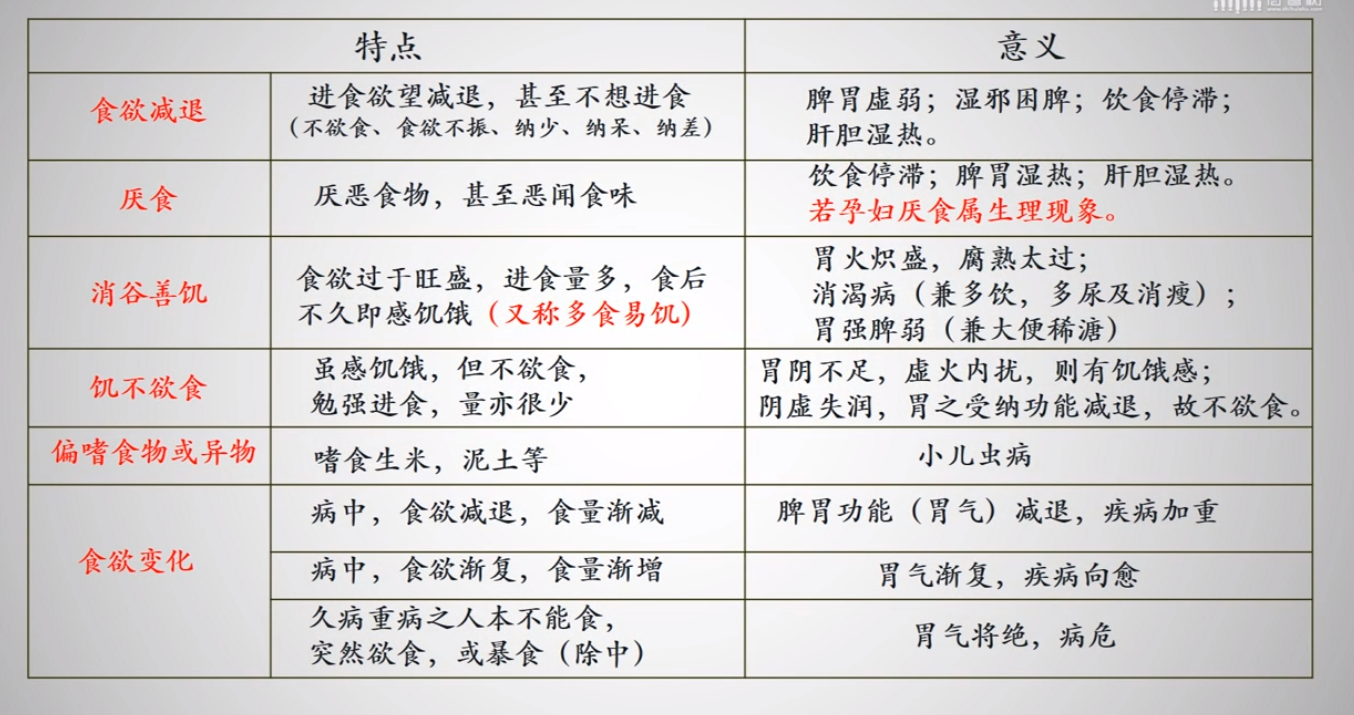 特点
意义
食欲减退
进食欲望减退，甚至不想进食
（不欲食、食欲不振、纳少、纳呆、纳差）
脾胃虚弱；湿邪困脾；饮食停滞；
肝胆湿热。
厌食
厌恶食物，甚至恶闻食味
饮食停滞；脾胃湿热；肝胆湿热。
若孕妇厌食属生理现象。
消谷善饥
食欲过于旺盛，进食量多，食后
不久即感饥饿（又称多食易饥）
胃火炽盛，腐熟太过；
消渴病（兼多饮，多尿及消瘦）；
胃强脾弱（兼大便稀溏）
饥不欲食
虽感饥饿，但不欲食，
勉强进食，量亦很少
胃阴不足，虚火内扰，则有饥饿感；
阴虚失润，胃之受纳功能减退，故不欲食。
偏嗜食物或异物
嗜食生米，泥土等
小儿虫病
食欲变化
病中，食欲减退，食量渐减
脾胃功能（胃气）减退，疾病加重
病中，食欲渐复，食量渐增
胃气渐复，疾病向愈
久病重病之人本不能食，
突然欲食，或暴食（除中）
胃气将绝，病危